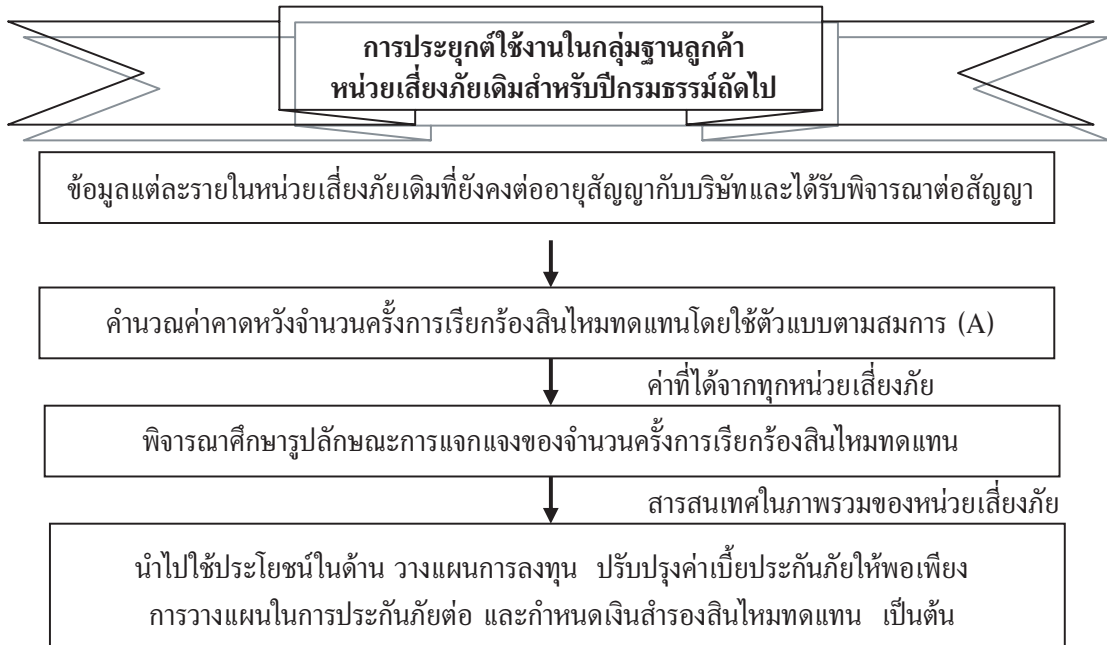 การประยุกต์ใช้งานในกลุ่มฐานลูกค้า
หน่วยเสี่ยงภัยเดิมสำหรับปีกรมธรรม์ถัดไป
ข้อมูลแต่ละรายในหน่วยเสี่ยงภัยเดิมที่ยังคงต่ออายุสัญญากับบริษัทและได้รับพิจารณาต่อสัญญา
คำนวณค่าคาดหวังจำนวนครั้งการเรียกร้องสินไหมทดแทนโดยใช้ตัวแบบตามสมการ (A)
ค่าที่ได้จากทุกหน่วยเสี่ยงภัย
พิจารณาศึกษารูปลักษณะการแจกแจงของจำนวนครั้งการเรียกร้องสินไหมทดแทน
สารสนเทศในภาพรวมของหน่วยเสี่ยงภัย
นำไปใช้ประโยชน์ในด้าน วางแผนการลงทุน ปรับปรุงค่าเบี้ยประกันภัยให้พอเพียง
การวางแผนในการประกันภัยต่อ และกำหนดเงินสำรองสินไหมทดแทน เป็นต้น